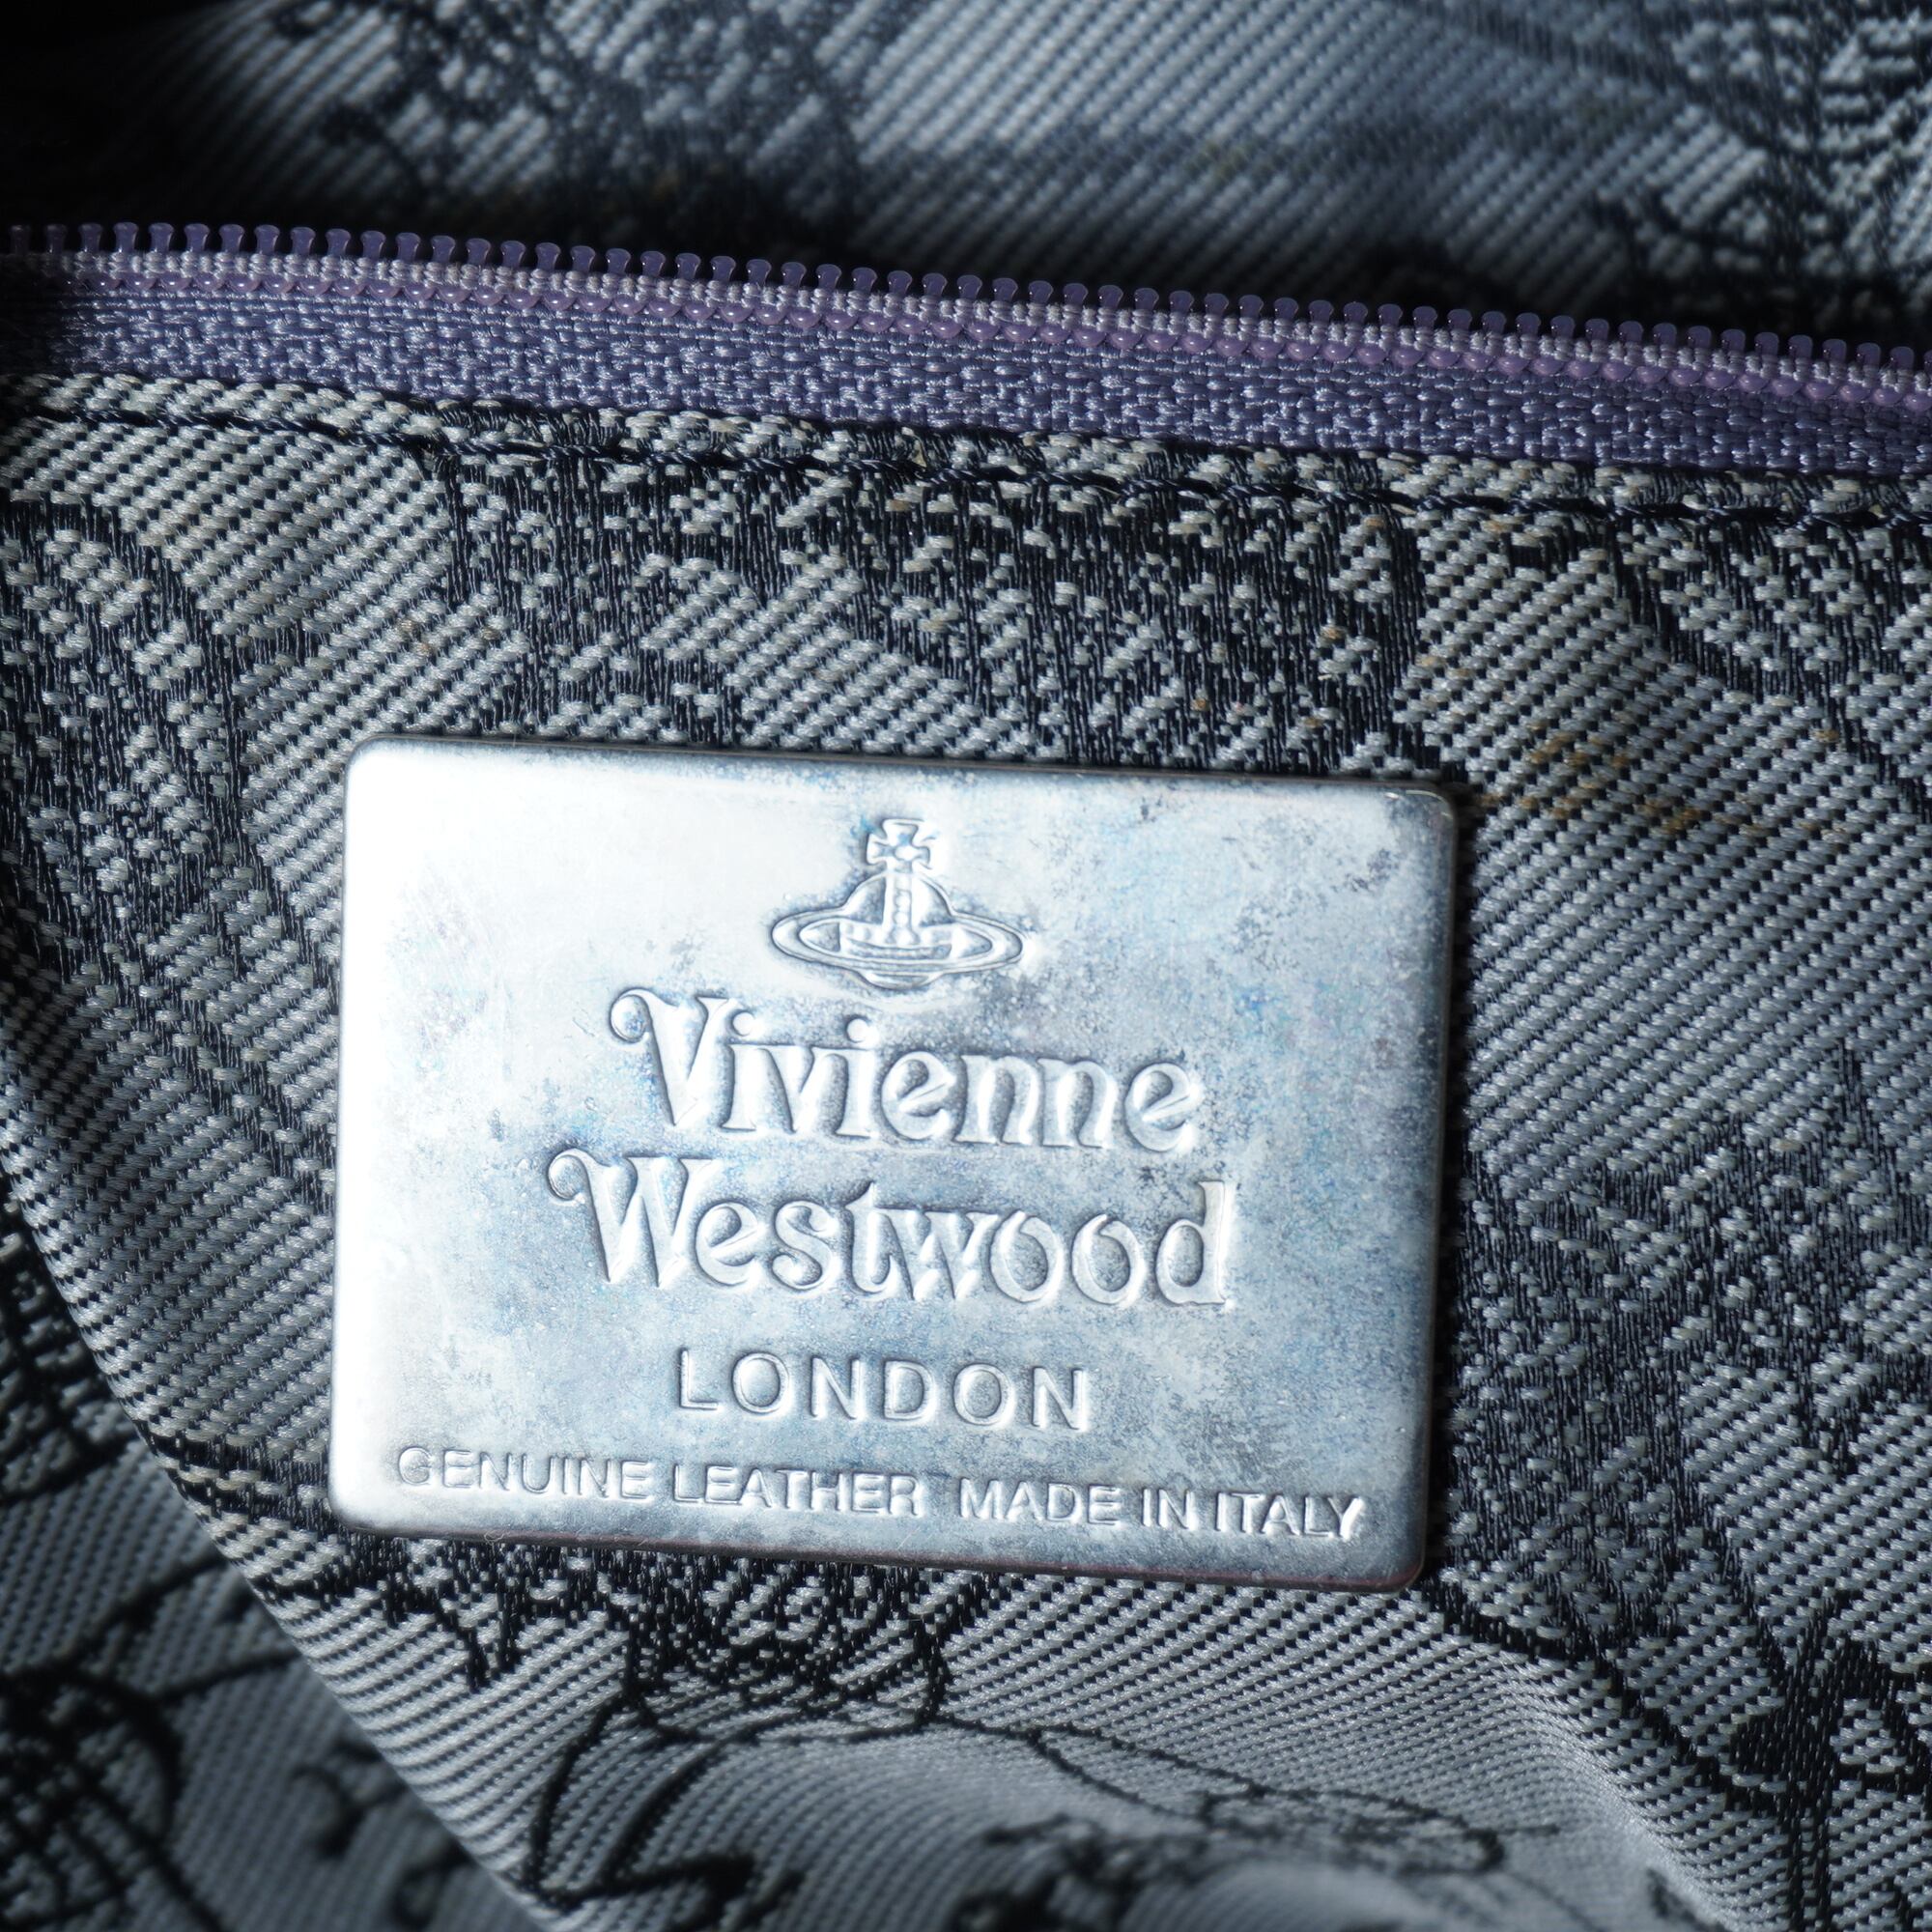 Vivienne
Westwood
LONDON
GENUINE LEATHER MADE IN ITALY